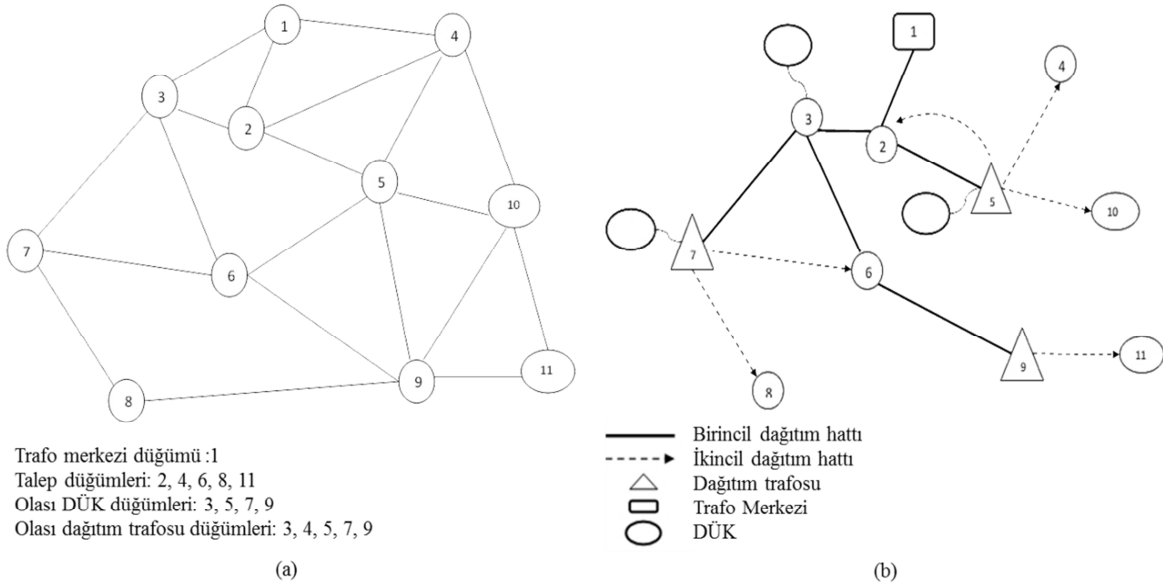 1
4
3
2
5
10
7
6
9
11
8
Trafo merkezi düğümü :1
Talep düğümleri: 2, 4, 6, 8, 11
Olası DÜK düğümleri: 3, 5, 7, 9
Olası dağıtım trafosu düğümleri: 3, 4, 5, 7, 9
(a)
1
4
3
2
5
10
7
6
9
11
8
Birincil dağıtım hattı
İkincil dağıtım hattı
Dağıtım trafosu
Trafo Merkezi
DÜK
(b)